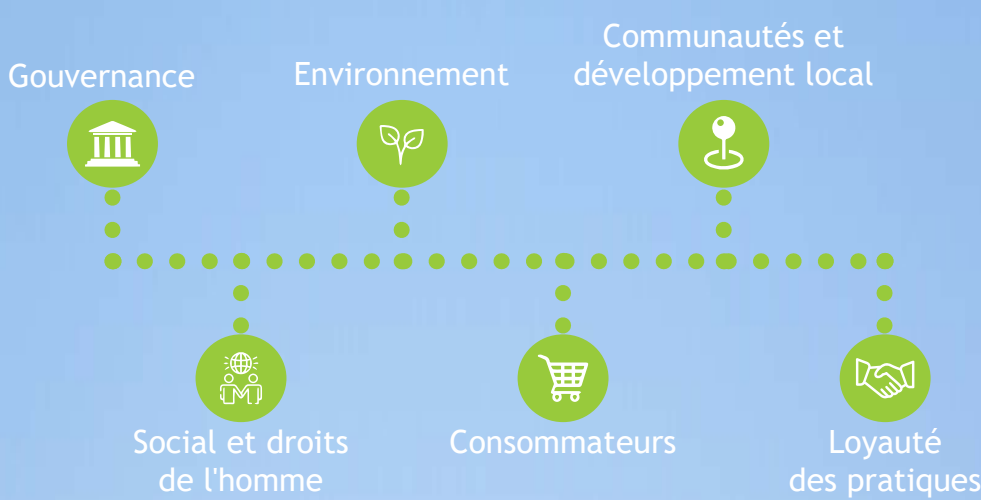 Gouvernance
Environnement
Communautés et
développement local
Social et droits
de l'homme
Consommateurs
Loyauté
des pratiques